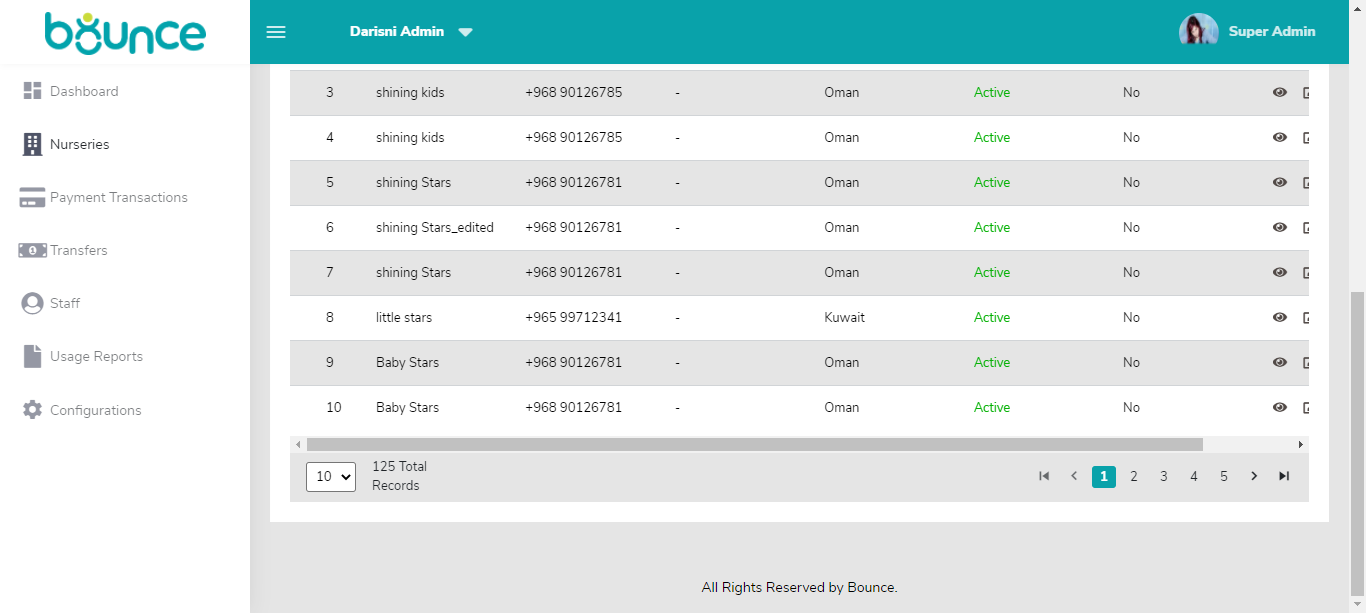 bounce
Darisni Admin
Super Admin
Dashboard
Nurseries
Payment Transactions
Transfers
Staff
Usage Reports
Configurations
3 shining kids +968 90126785 - Oman Active No
4 shining kids +968 90126785 - Oman Active No
5 shining Stars +968 90126781 - Oman Active No
6 shining Stars_edited +968 90126781 - Oman Active No
7 shining Stars +968 90126781 - Oman Active No
8 little stars +965 99712341 - Kuwait Active No
9 Baby Stars +968 90126781 - Oman Active No
10 Baby Stars +968 90126781 - Oman Active No
10
125 Total
Records
1 2 3 4 5
All Rights Reserved by Bounce.